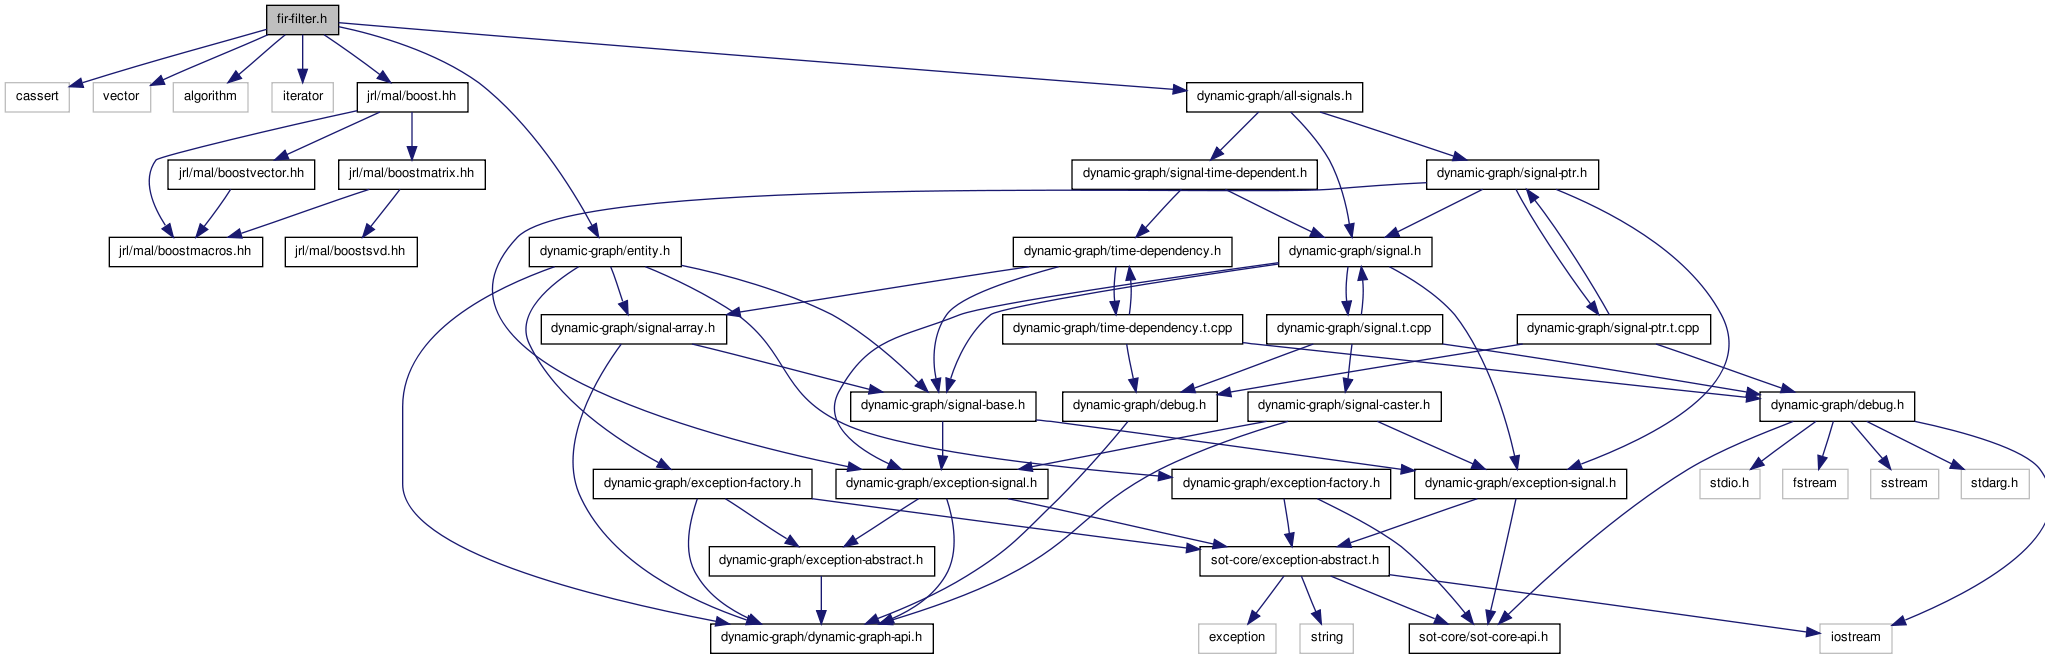 fir-filter.h
cassert
vector
algorithm
iterator
jrl/mal/boost.hh
dynamic-graph/all-signals.h
jrl/mal/boostvector.hh
jrl/mal/boostmatrix.hh
dynamic-graph/signal-time-dependent.h
dynamic-graph/signal-ptr.h
jrl/mal/boostmacros.hh
jrl/mal/boostsvd.hh
dynamic-graph/entity.h
dynamic-graph/time-dependency.h
dynamic-graph/signal.h
dynamic-graph/signal-array.h
dynamic-graph/time-dependency.t.cpp
dynamic-graph/signal.t.cpp
dynamic-graph/signal-ptr.t.cpp
dynamic-graph/signal-base.h
dynamic-graph/debug.h
dynamic-graph/signal-caster.h
dynamic-graph/debug.h
dynamic-graph/exception-factory.h
dynamic-graph/exception-signal.h
dynamic-graph/exception-factory.h
dynamic-graph/exception-signal.h
stdio.h
fstream
sstream
stdarg.h
dynamic-graph/exception-abstract.h
sot-core/exception-abstract.h
dynamic-graph/dynamic-graph-api.h
exception
string
sot-core/sot-core-api.h
iostream